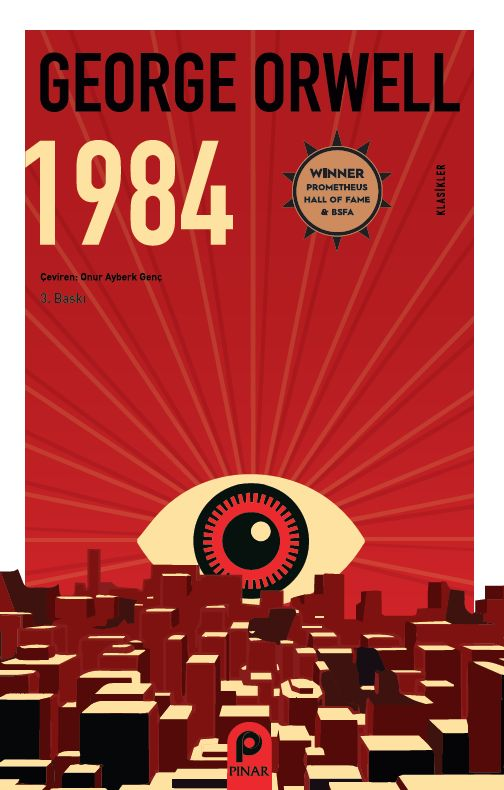 GEORGE ORWELL
1984
WINNER
PROMETHEUS
HALL OF FAME
& BSFA
KLASİKLER
Çeviren: Onur Ayberk Genç
3. Baskı
PINAR